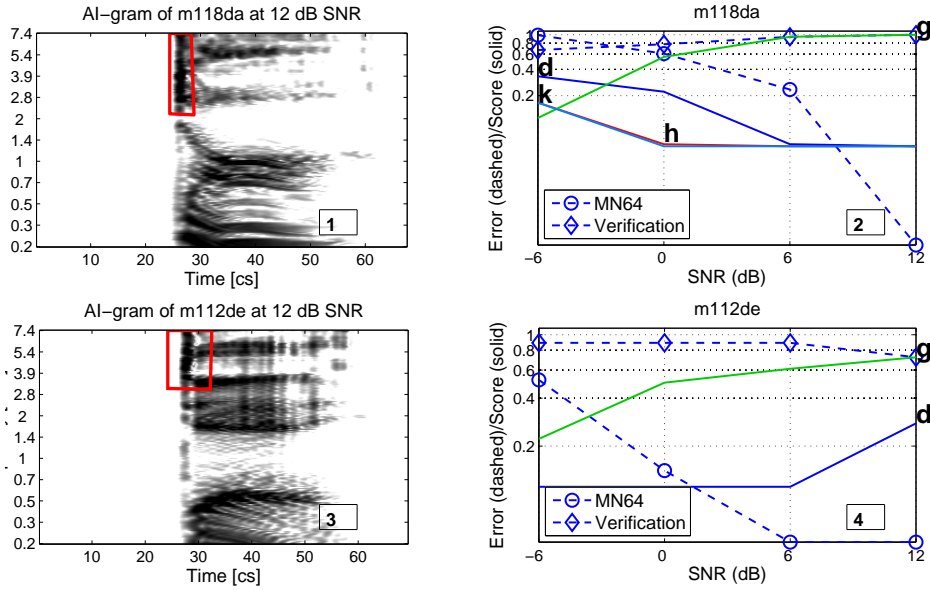 AI−gram of m118da at 12 dB SNR
7.4
5.4
3.9
2.8
2
1.4
1
0.7
0.5
0.3
0.2
1
10 20 30 40 50 60
Time [cs]
m118da
Error (dashed)/Score (solid)
1
0.8
0.6
0.4
0.2
g
d
k
h
MN64
Verification
2
−6 0 6 12
SNR (dB)
AI−gram of m112de at 12 dB SNR
7.4
5.4
3.9
2.8
2
1.4
1
0.7
0.5
0.3
0.2
3
10 20 30 40 50 60
Time [cs]
m112de
Error (dashed)/Score (solid)
1
0.8
0.6
0.4
0.2
g
d
MN64
Verification
4
−6 0 6 12
SNR (dB)